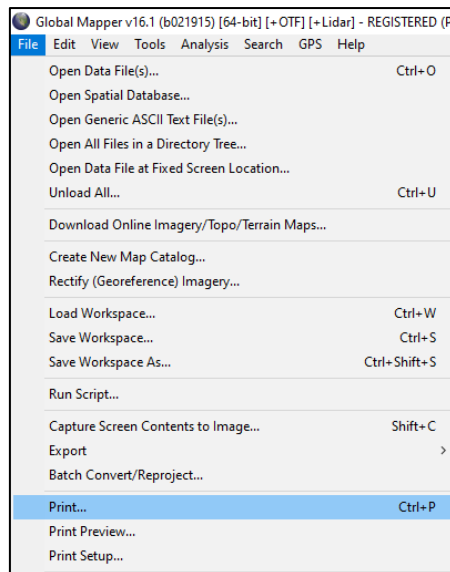 Global Mapper v16.1 (b021915) [64-bit] [+OTF] [+Lidar] - REGISTERED (
File Edit View Tools Analysis Search GPS Help
Open Data File(s)... Ctrl+O
Open Spatial Database...
Open Generic ASCII Text File(s)...
Open All Files in a Directory Tree...
Open Data File at Fixed Screen Location...
Unload All... Ctrl+U
Download Online Imagery/Topo/Terrain Maps...
Create New Map Catalog...
Rectify (Georeference) Imagery...
Load Workspace... Ctrl+W
Save Workspace... Ctrl+S
Save Workspace As... Ctrl+Shift+S
Run Script...
Capture Screen Contents to Image... Shift+C
Export >
Batch Convert/Reproject...
Print... Ctrl+P
Print Preview...
Print Setup...